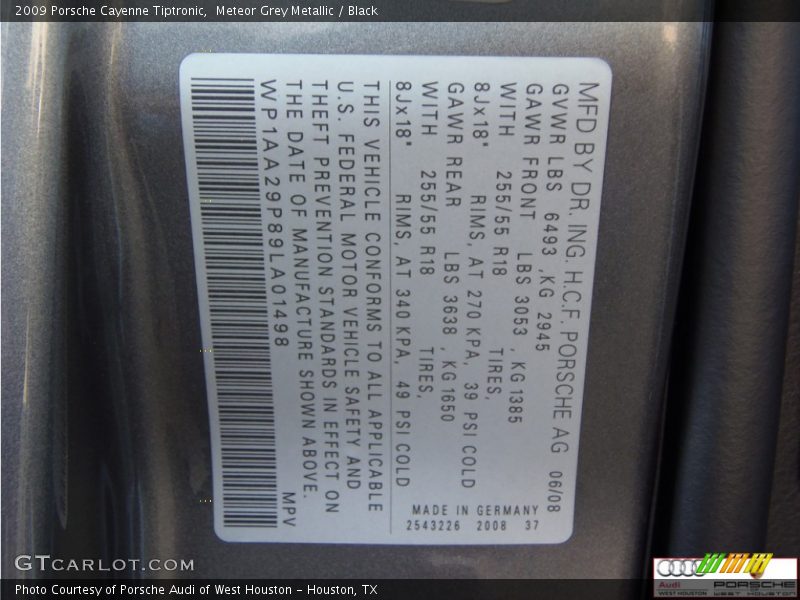 2009 Porsche Cayenne Tiptronic,  Meteor Grey Metallic / Black
MFD BY DR. ING. H.C.F. PORSCHE AG 06/08
GVWR LBS 6493 ,KG 2945
GAWR FRONT LBS 3053 , KG 1385
WITH 255/55 R18 TIRES,
8Jx18" RIMS, AT 270 KPA, 39 PSI COLD
GAWR REAR LBS 3638 , KG 1650
WITH 255/55 R18 TIRES,
8Jx18" RIMS, AT 340 KPA, 49 PSI COLD
MADE IN GERMANY
2543226 2008 37
THIS VEHICLE CONFORMS TO ALL APPLICABLE
U.S. FEDERAL MOTOR VEHICLE SAFETY AND
THEFT PREVENTION STANDARDS IN EFFECT ON
THE DATE OF MANUFACTURE SHOWN ABOVE.
WP1AA29P89LA01498 MPV
GTcarlot.com
Audi PORSCHE
WEST HOUSTON WEST HOUSTON
Photo Courtesy of Porsche Audi of West Houston – Houston, TX